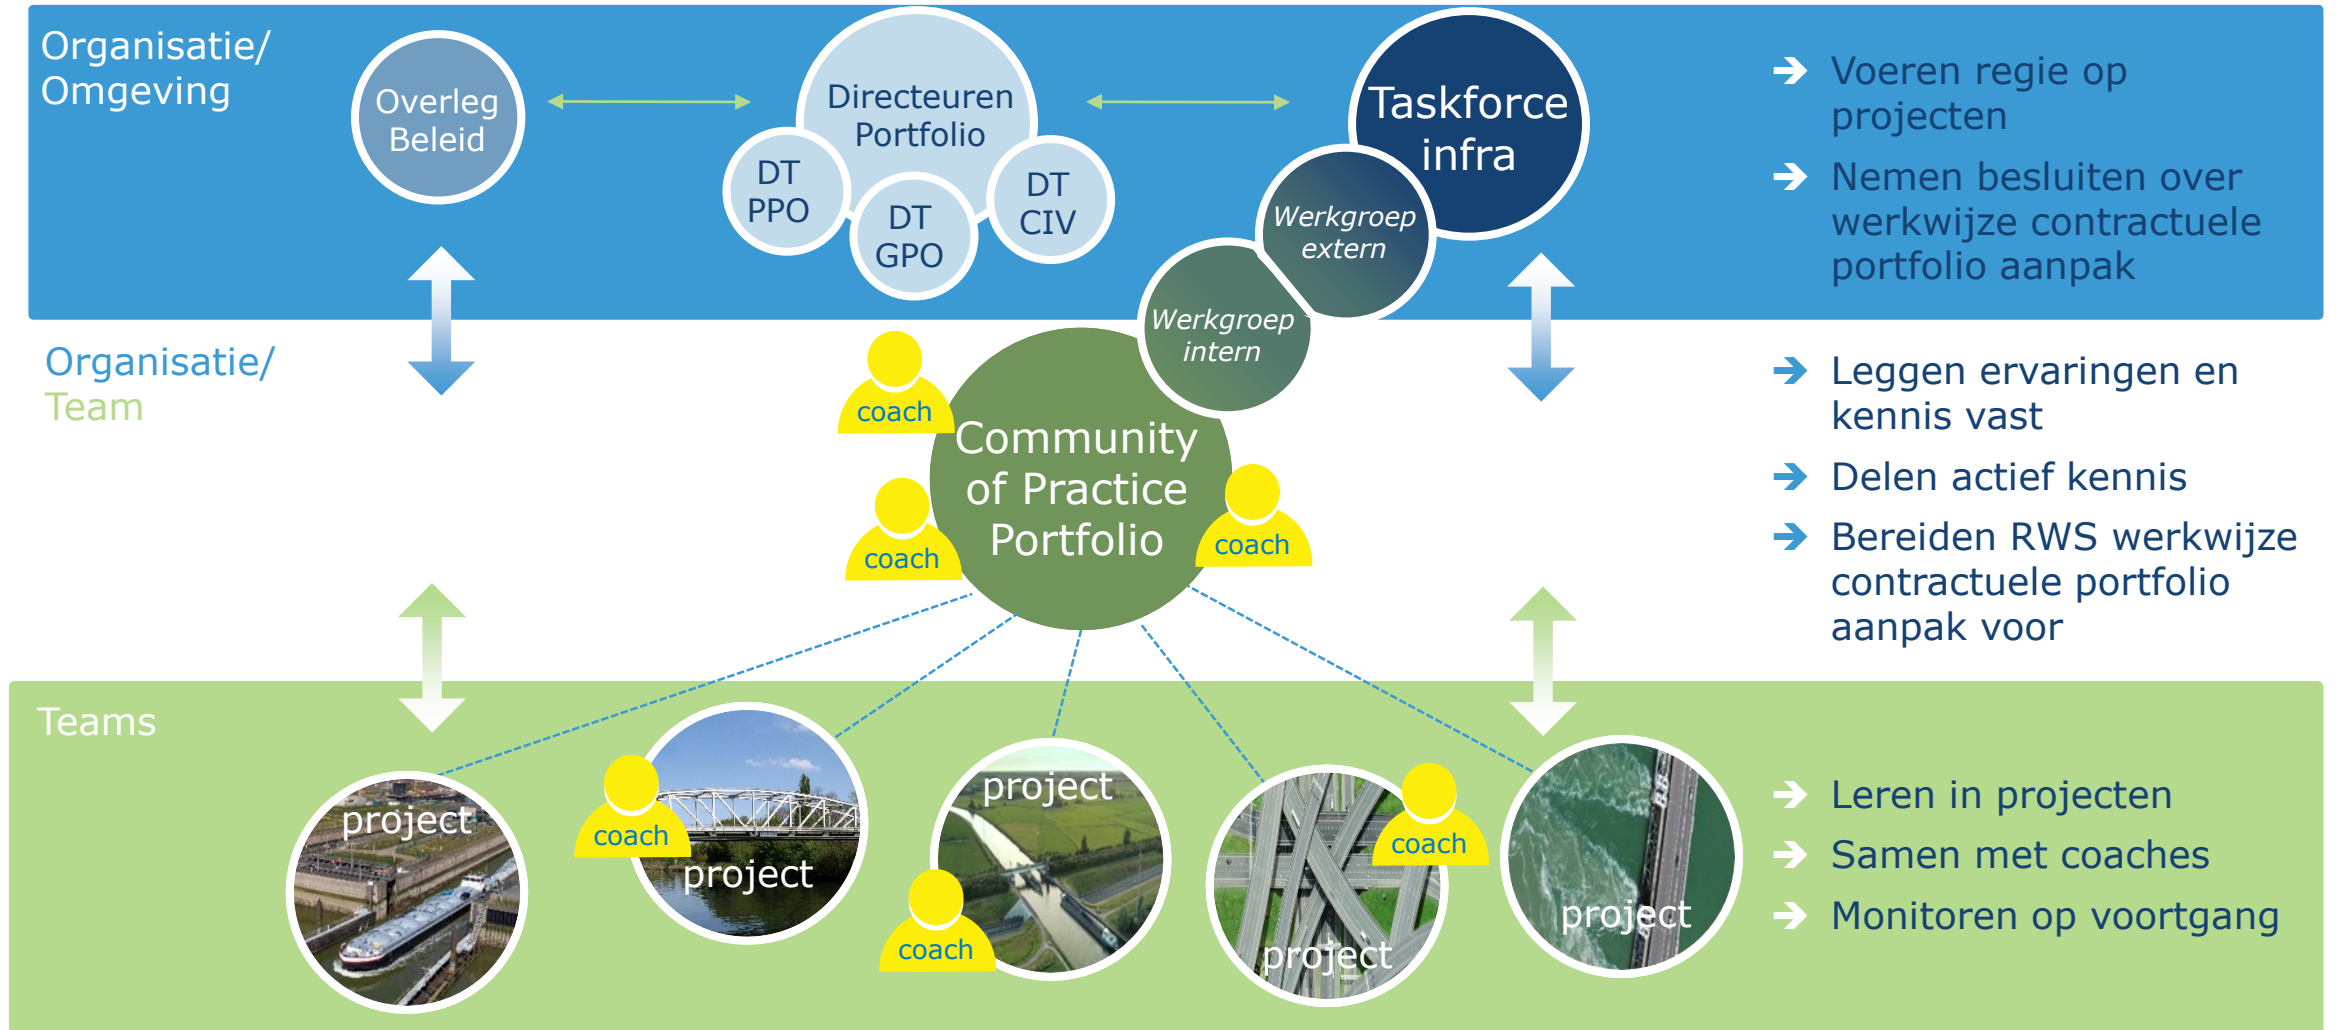 Organisatie/
Omgeving
Overleg
Beleid
Directeuren
Portfolio
DT
PPO
DT
GPO
DT
CIV
Taskforce
infra
Werkgroep
extern
Werkgroep
intern
Voeren regie op
projecten
Nemen besluiten over
werkwijze contractuele
portfolio aanpak
Organisatie/
Team
coach
coach
coach
Community
of Practice
Portfolio
Leggen ervaringen en
kennis vast
Delen actief kennis
Bereiden RWS werkwijze
contractuele portfolio
aanpak voor
Teams
project
coach
project
project
coach
project
coach
project
Leren in projecten
Samen met coaches
Monitoren op voortgang